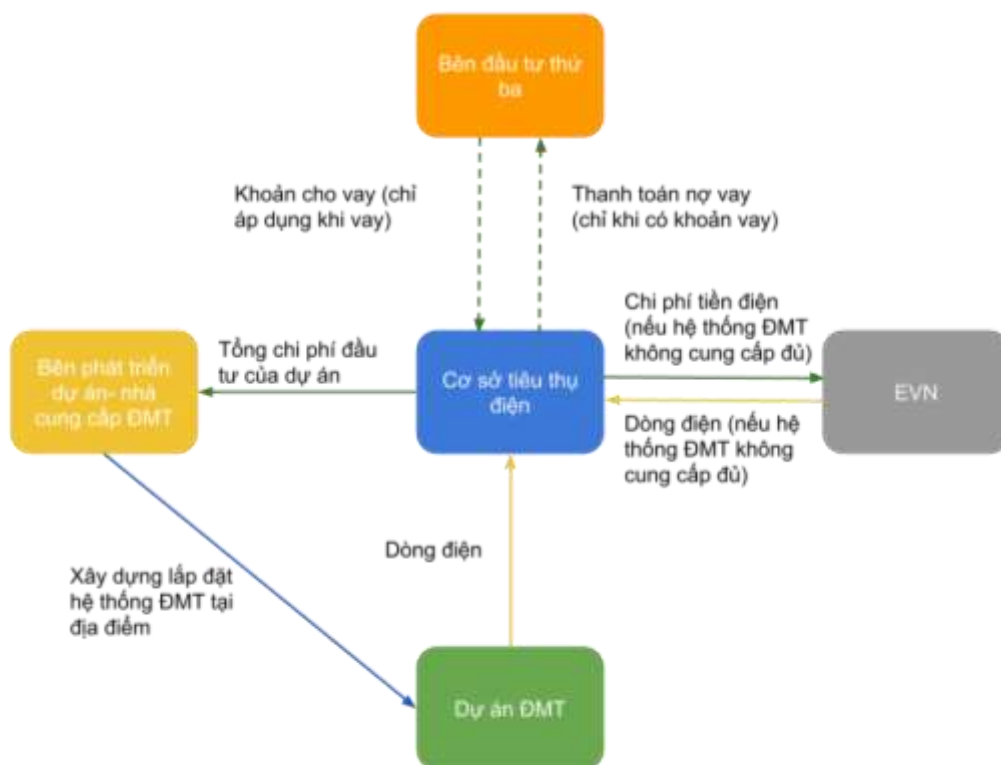 Bên đầu tư thứ
ba
Khoản cho vay (chỉ
áp dụng khi vay)
Thanh toán nợ vay
(chỉ khi có khoản vay)
Bên phát triển
dự án- nhà
cung cấp ĐMT
Tổng chi phí đầu
tư của dự án
Cơ sở tiêu thụ
điện
Chi phí tiền điện
(nếu hệ thống ĐMT
không cung cấp đủ)
EVN
Dòng điện (nếu hệ
thống ĐMT không
cung cấp đủ)
Dòng điện
Xây dựng lắp đặt
hệ thống ĐMT tại
địa điểm
Dự án ĐMT